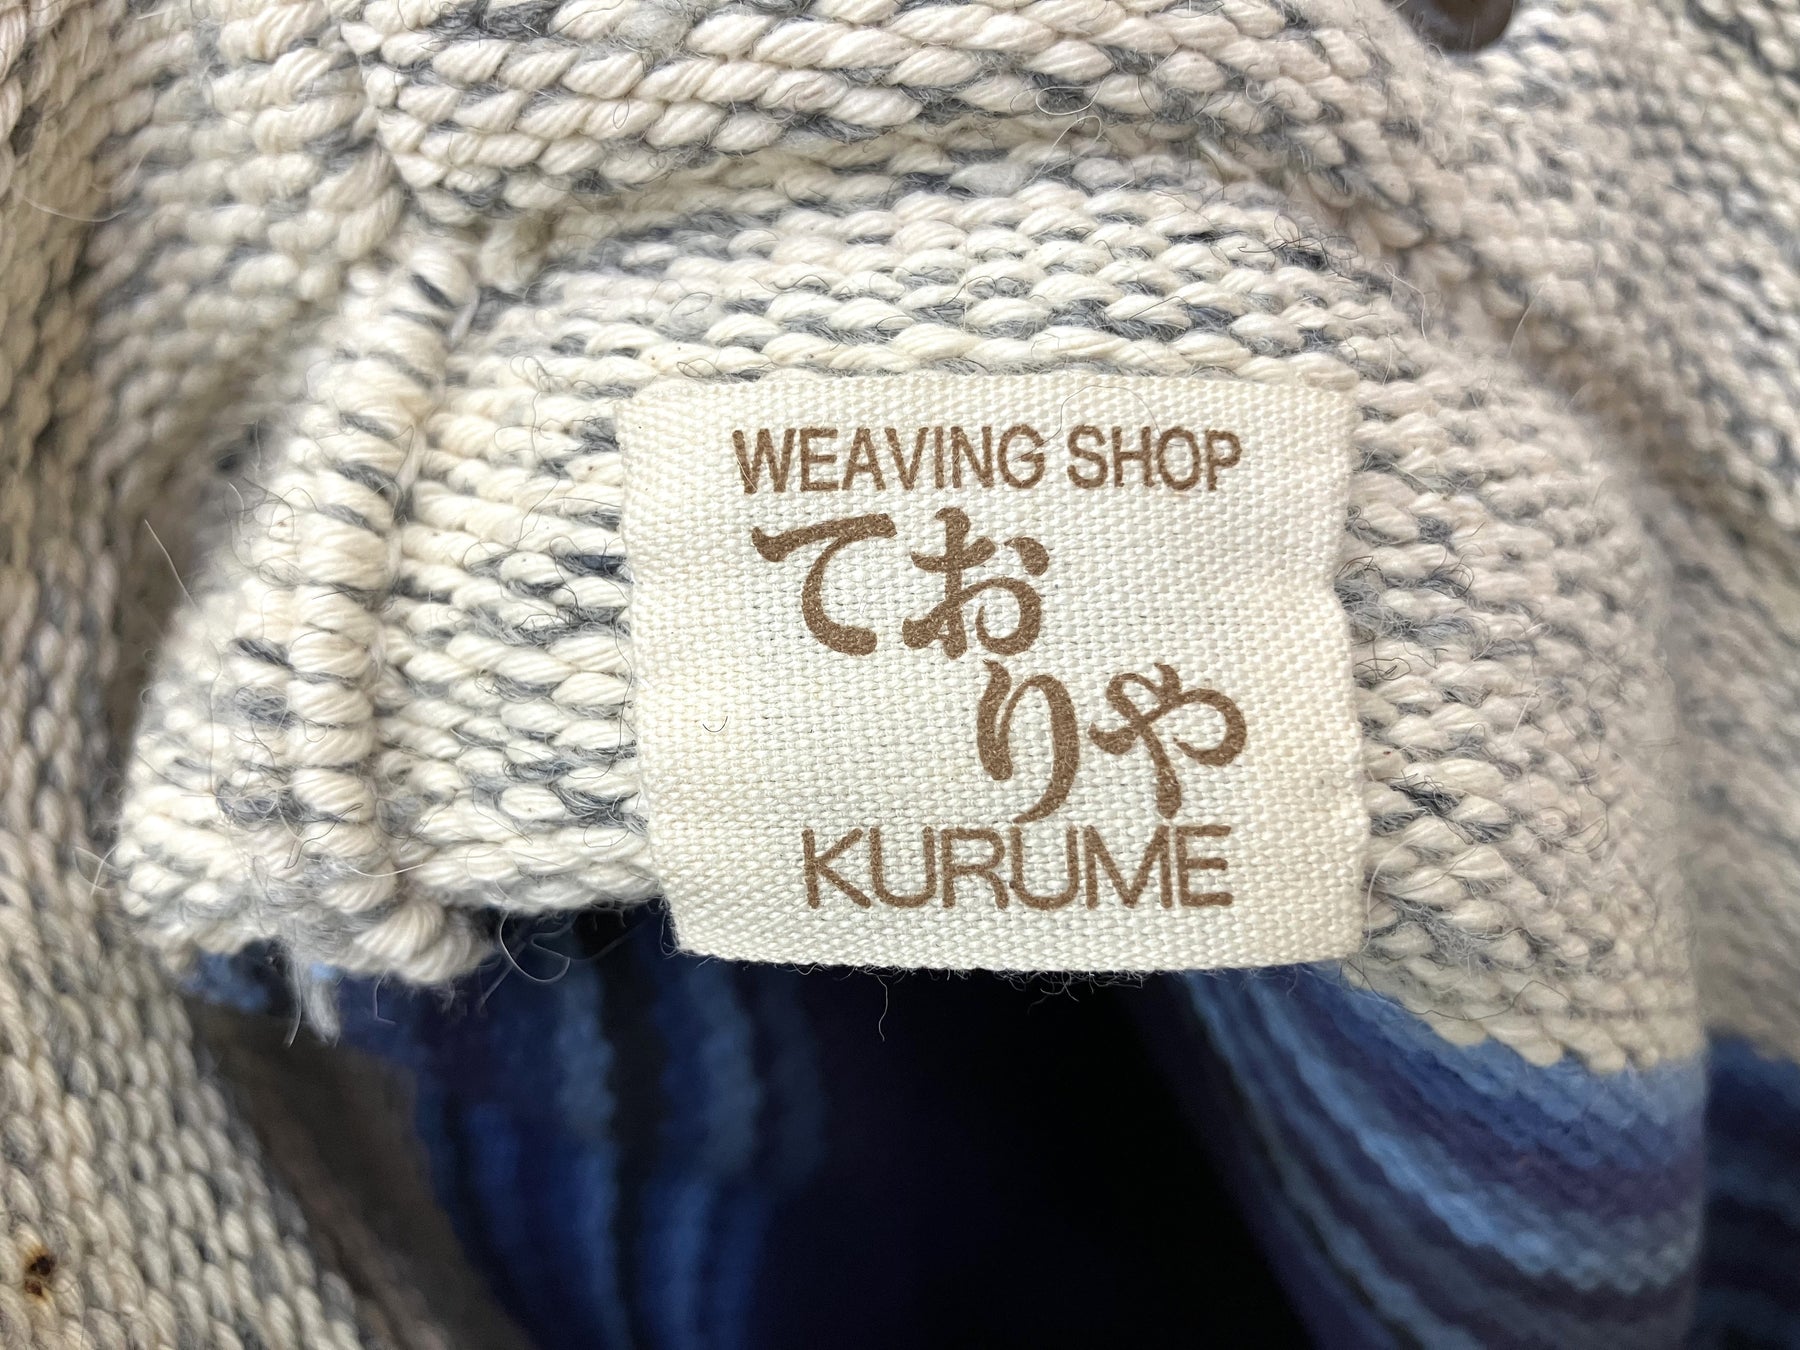 WEAVING SHOP
てお
りや
KURUME